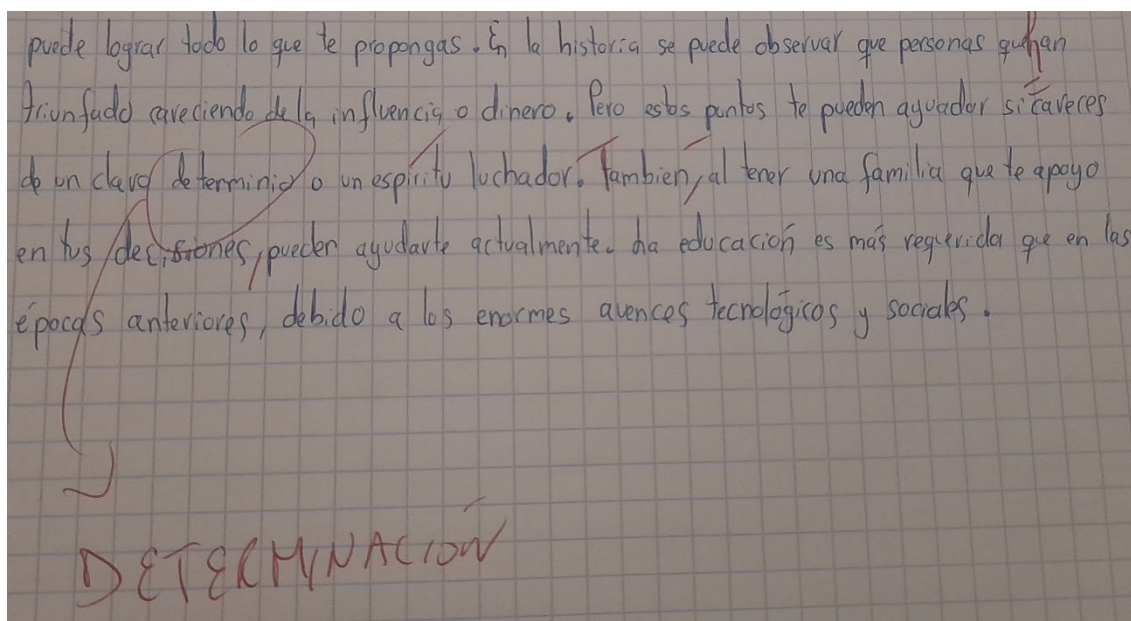 puede lograr todo lo que te propongas. En la historia se puede observar que personas han
triunfado careciendo de la influencia o dinero. Pero estos puntos te pueden ayuador si careces
de un claro determinio o un espíritu luchador. También, al tener una familia que te apoyo
en tus decisiones, pueden ayudarte actualmente. La educación es más requerida que en las
épocas anteriores, debido a los enormes avences tecnológicos y sociales.
DETERMINACIÓN